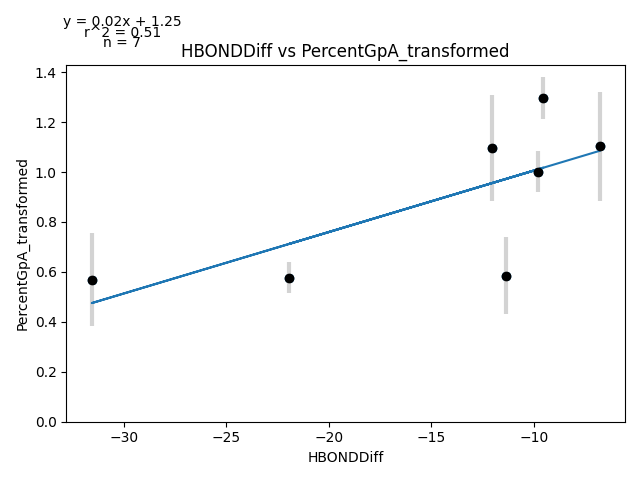 y = 0.02x + 1.25
r^2 = 0.51
n = 7
HBONDDiff vs PercentGpA_transformed
PercentGpA_transformed
1.4
1.2
1.0
0.8
0.6
0.4
0.2
0.0
−30 −25 −20 −15 −10
HBONDDiff